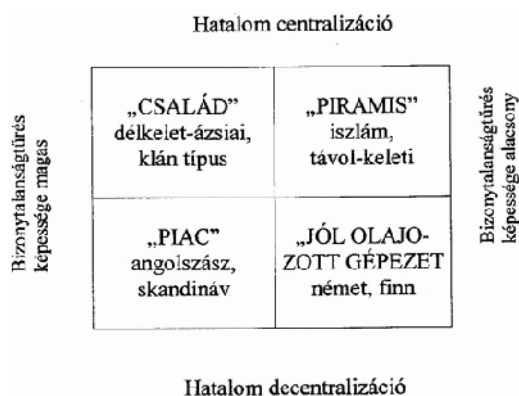 Hatalom centralizáció
Bizonytalanságtűrés
képessége magas
„CSALÁD”
délkelet-ázsiai,
klán típus
„PIRAMIS”
iszlám,
távol-keleti
Bizonytalanságtűrés
képessége alacsony
„PIAC”
angolszász,
skandináv
„JÓL OLAJO-
ZOTT GÉPEZET
német, finn
Hatalom decentralizáció